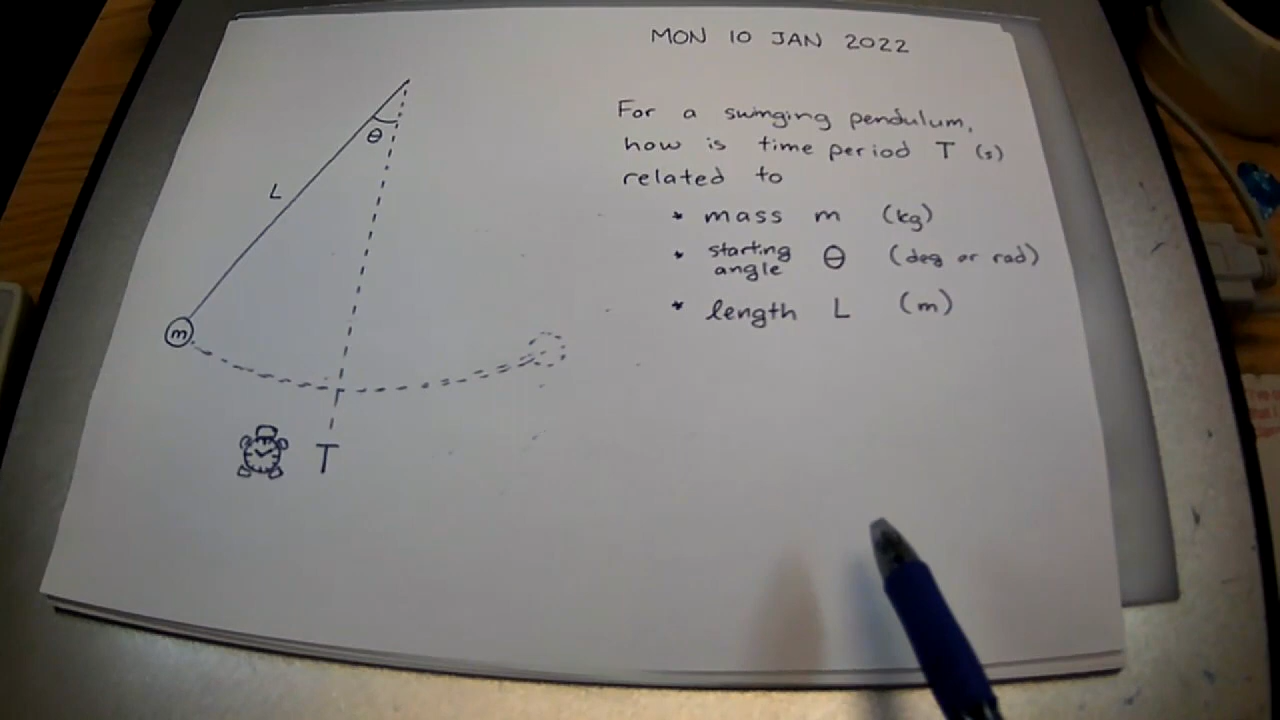 MON 10 JAN 2022
For a swinging pendulum,
how is time period T (s)
related to
* mass m (kg)
* starting angle θ (deg or rad)
* length L (m)
θ
L
m
T